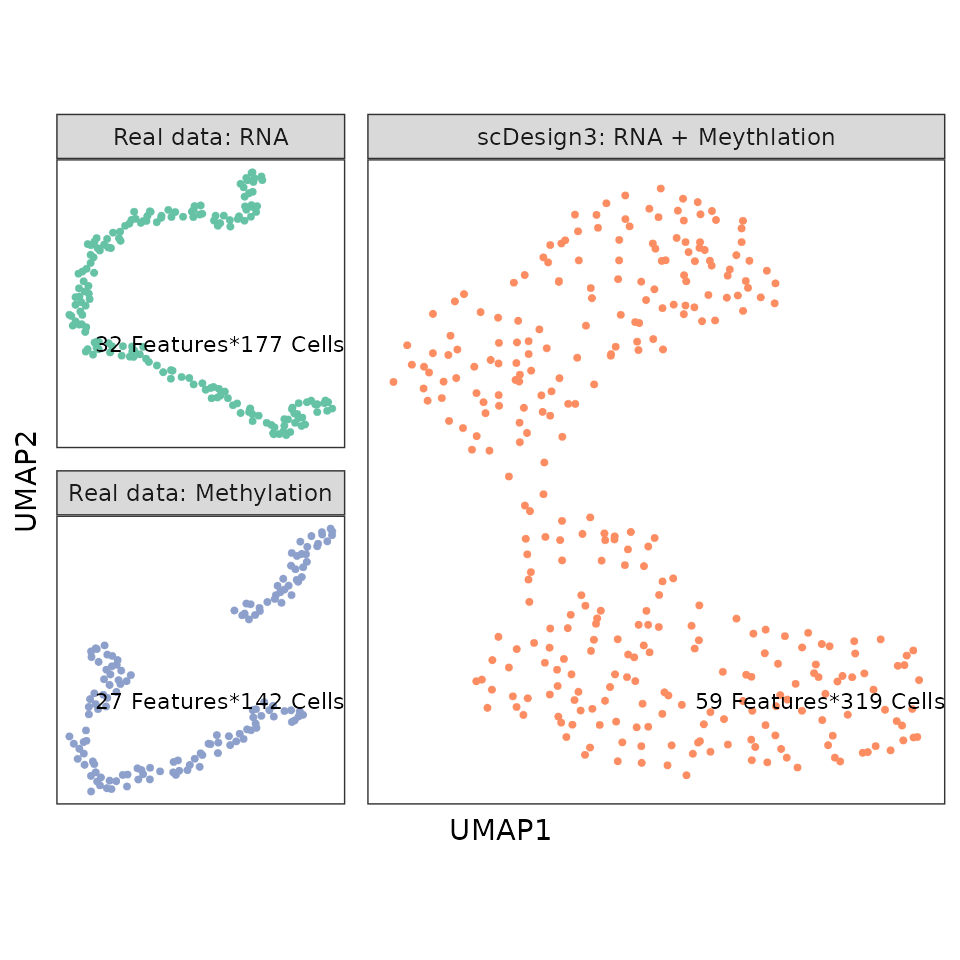 Real data: RNA
scDesign3: RNA + Meythlation
32 Features*177 Cells
Real data: Methylation
27 Features*142 Cells
59 Features*319 Cells
UMAP2
UMAP1